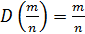 D(m/n) = m/n